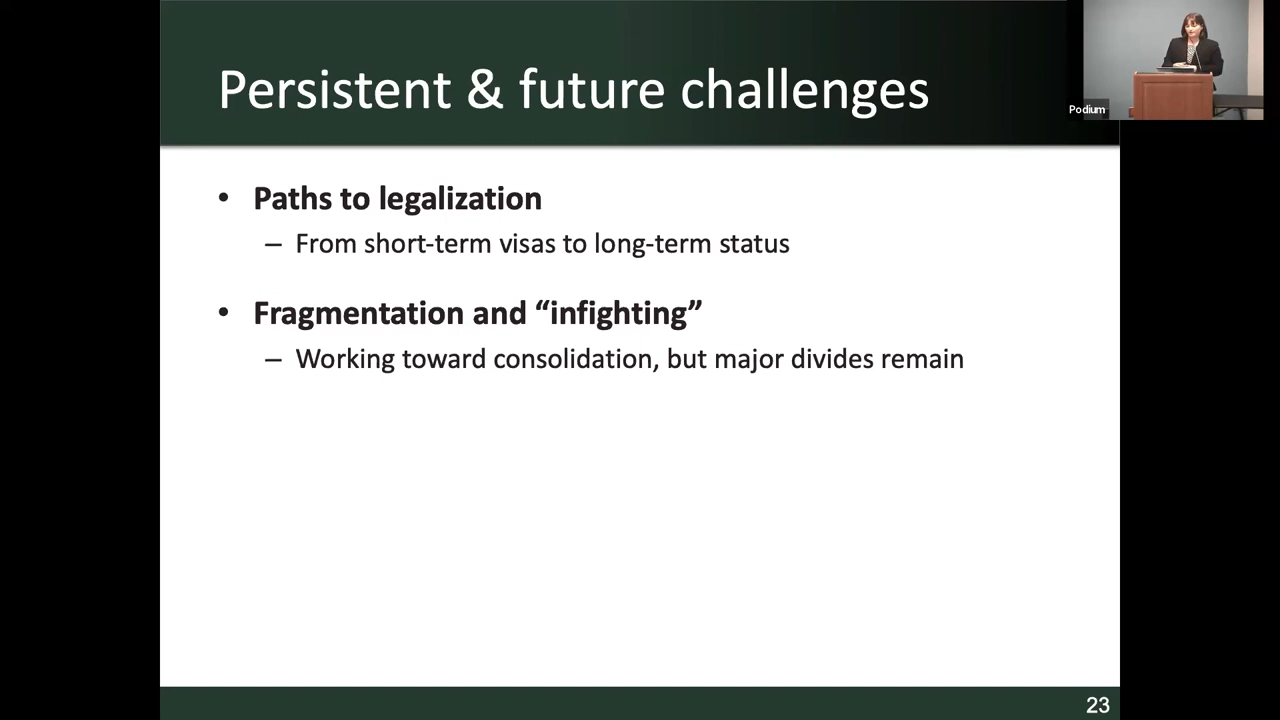 Persistent & future challenges
Podium
• Paths to legalization
– From short-term visas to long-term status
• Fragmentation and “infighting”
– Working toward consolidation, but major divides remain
23